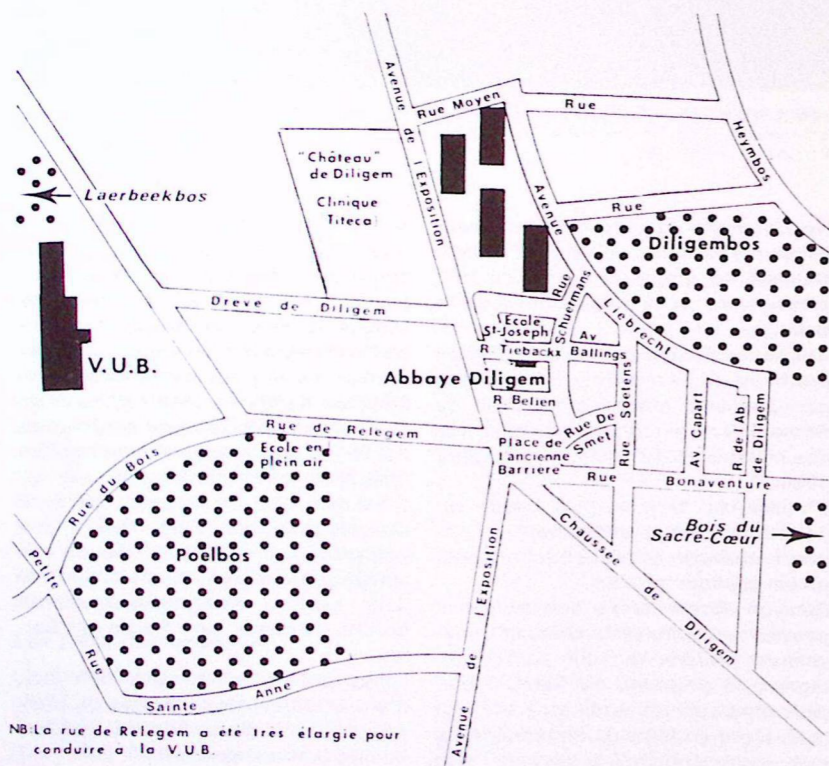 Avenue de l'Exposition
Rue Moyen
Rue
Heymbos
"Château"
de Diligem
Clinique
Titeca
Laerbeekbos
Avenue
Rue
Diligembos
Dreve de Diligem
Rue
Schuermans
Liebrecht
Ecole
St-Joseph
Av
Ballings
R. Tiebackx
V.U.B.
Abbaye Diligem
R. Belien
Rue De
Smet
Rue Soetens
Av. Capart
R. de l'Ab.
de Diligem
Rue de Relegem
Ecole en
plein air
Place de
l'ancienne
Barrière
Rue Bonaventure
Rue du Bois
Petite
Poelbos
Bois du
Sacré-Cœur
Chaussee de Diligem
Avenue de l'Exposition
Rue Sainte Anne
NB:La rue de Relegem a été très élargie pour
conduire a la V.U.B.